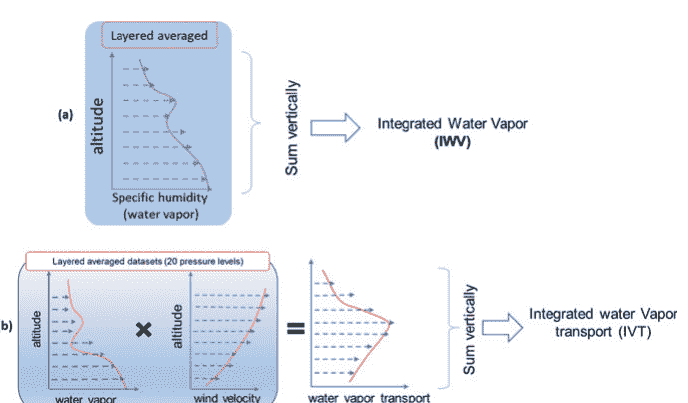 Layered averaged
(a)
altitude
Specific humidity
(water vapor)
Sum vertically
Integrated Water Vapor
(IWV)
Layered averaged datasets (20 pressure levels)
b)
altitude
water vapor
altitude
wind velocity
water vapor transport
Sum vertically
Integrated water Vapor
transport (IVT)